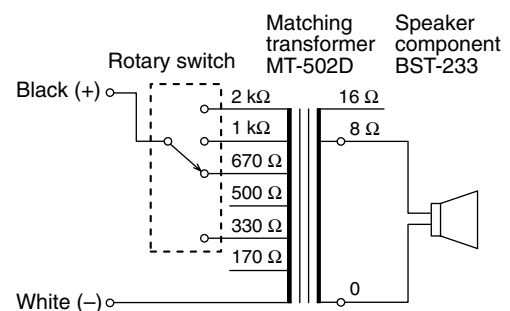 Matching
transformer
MT-502D
Speaker
component
BST-233
Rotary switch
Black (+)
2 kΩ
16 Ω
1 kΩ
8 Ω
670 Ω
500 Ω
330 Ω
170 Ω
0
White (–)